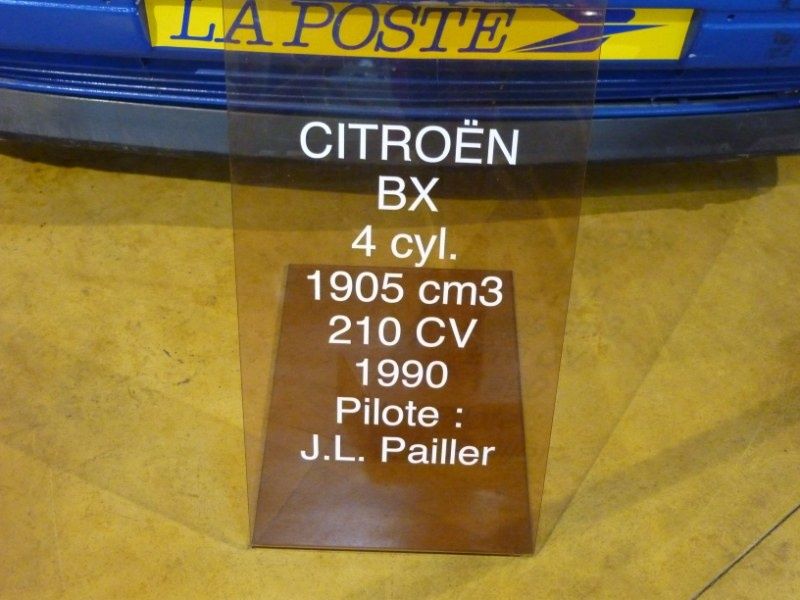 LA POSTE
CITROËN
BX
4 cyl.
1905 cm3
210 CV
1990
Pilote :
J.L. Pailler